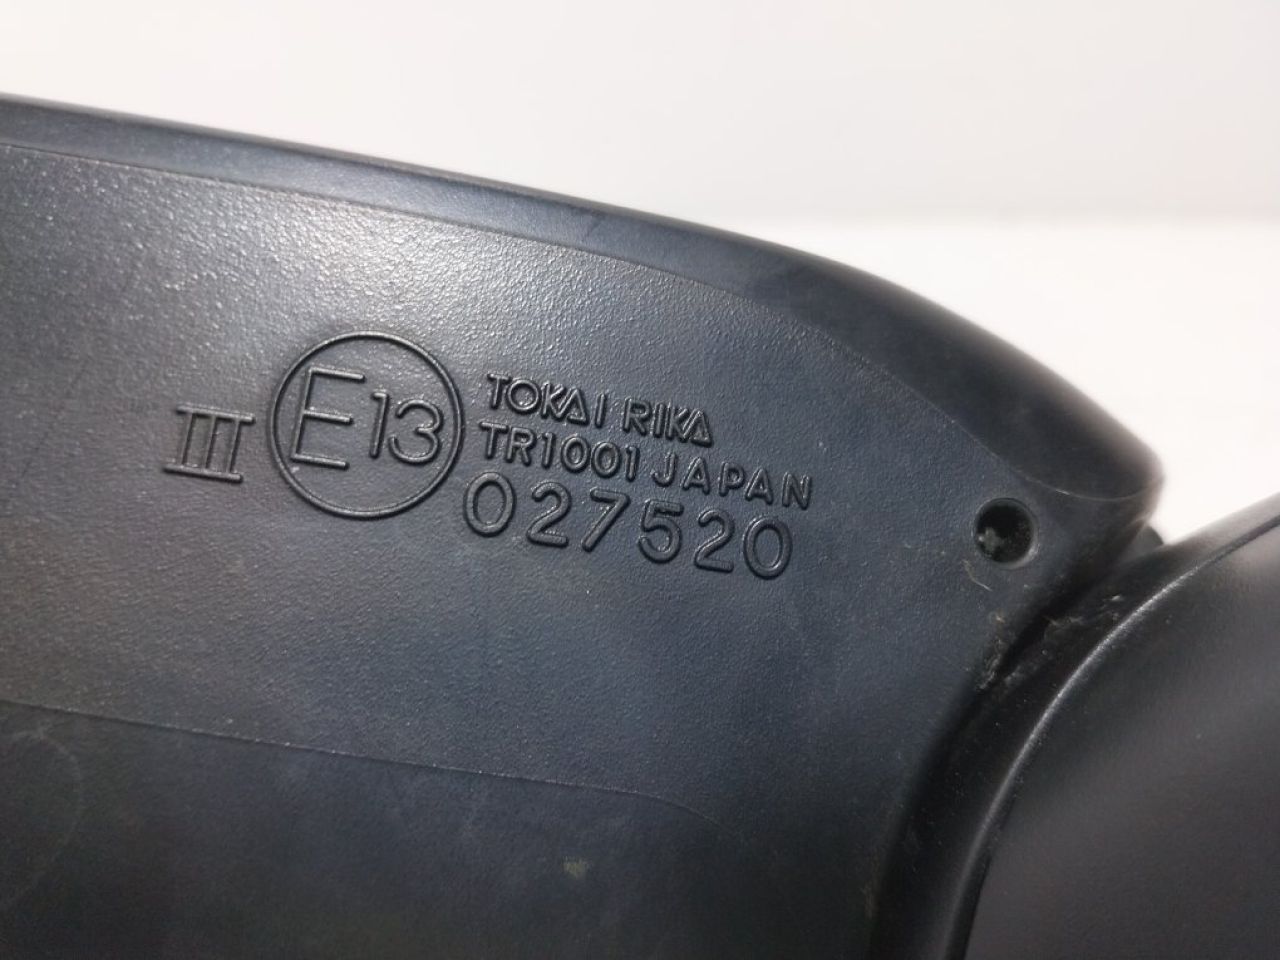 III E13 TOKAI RIKA
TR1001 JAPAN
027520